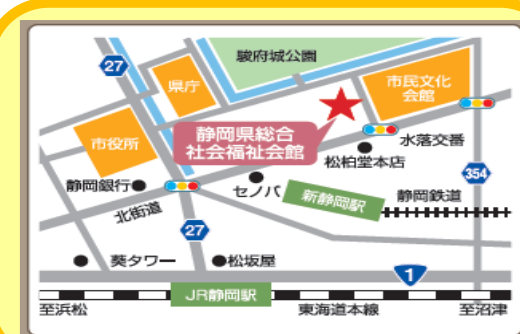 駿府城公園
27
県庁
市民文化
会館
市役所
静岡県総合
社会福祉会館
水落交番
松柏堂本店
静岡銀行
セノバ
新静岡駅
静岡鉄道
354
北街道
27
葵タワー
松坂屋
1
JR静岡駅
至浜松
東海道本線
至沼津